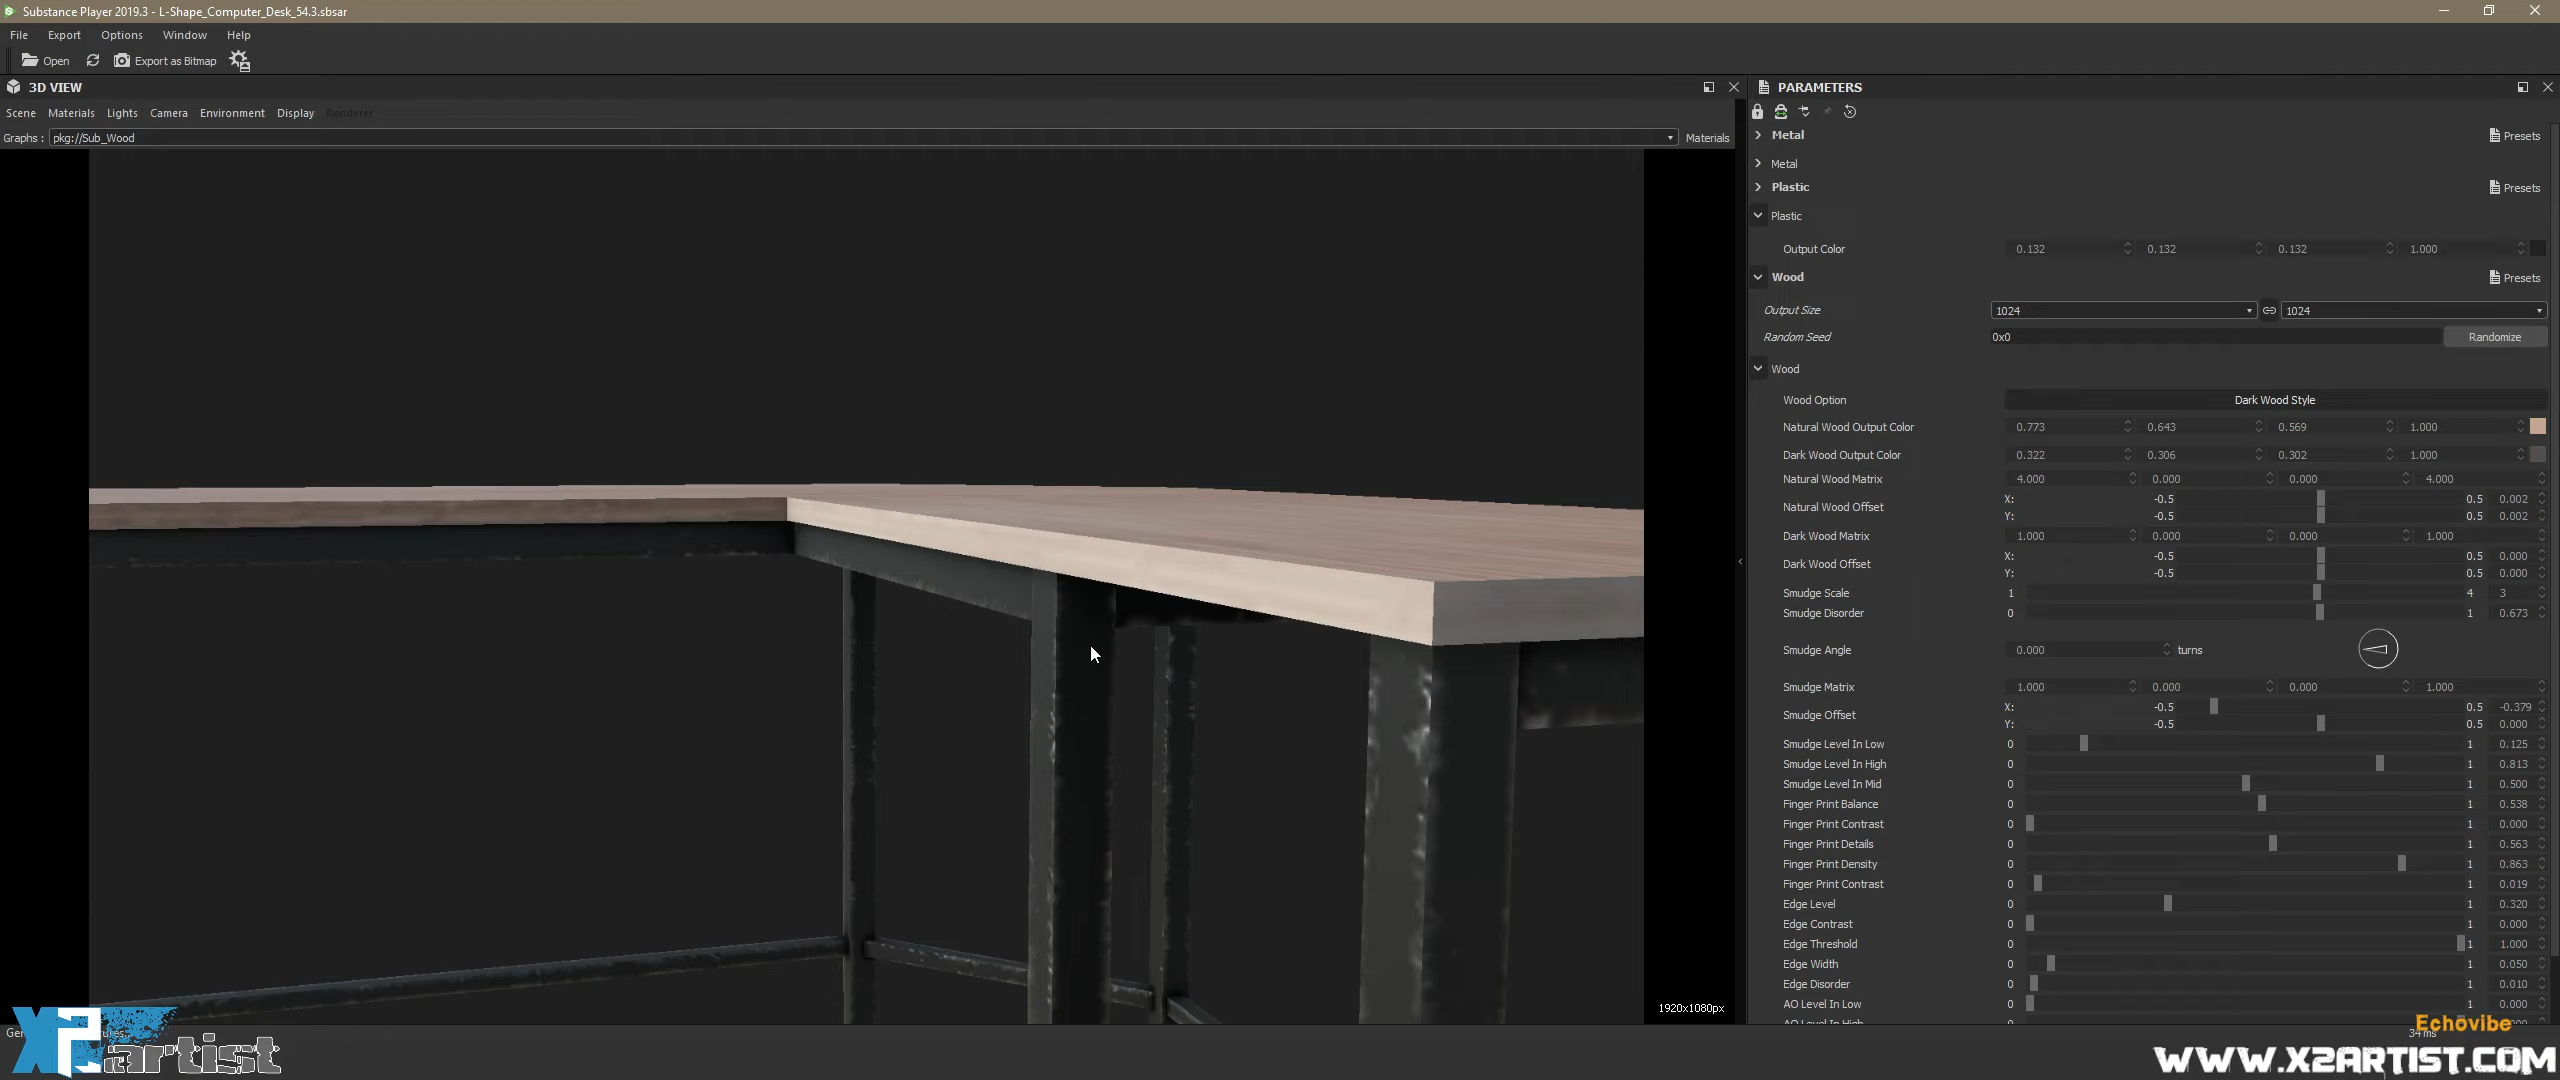 Substance Player 2019.3 - L-Shape_Computer_Desk_54.3.sbsar
File Export Options Window Help
Open Export as Bitmap
3D VIEW
Scene Materials Lights Camera Environment Display Renderer
Graphs : pkg://Sub_Wood Materials
1920x1080px
PARAMETERS
Metal Presets
Metal
Plastic Presets
Plastic
Output Color 0.132 0.132 0.132 1.000
Wood Presets
Output Size 1024 1024
Random Seed 0x0 Randomize
Wood
Wood Option Dark Wood Style
Natural Wood Output Color 0.773 0.643 0.569 1.000
Dark Wood Output Color 0.322 0.306 0.302 1.000
Natural Wood Matrix 4.000 0.000 0.000 4.000
Natural Wood Offset X: -0.5 0.5 0.002
Y: -0.5 0.5 0.002
Dark Wood Matrix 1.000 0.000 0.000 1.000
Dark Wood Offset X: -0.5 0.5 0.000
Y: -0.5 0.5 0.000
Smudge Scale 1 4 3
Smudge Disorder 0 1 0.673
Smudge Angle 0.000 turns
Smudge Matrix 1.000 0.000 0.000 1.000
Smudge Offset X: -0.5 0.5 -0.379
Y: -0.5 0.5 0.000
Smudge Level In Low 0 1 0.125
Smudge Level In High 0 1 0.813
Smudge Level In Mid 0 1 0.500
Finger Print Balance 0 1 0.538
Finger Print Contrast 0 1 0.000
Finger Print Details 0 1 0.563
Finger Print Density 0 1 0.863
Finger Print Contrast 0 1 0.019
Edge Level 0 1 0.320
Edge Contrast 0 1 0.000
Edge Threshold 0 1 1.000
Edge Width 0 1 0.050
Edge Disorder 0 1 0.010
AO Level In Low 0 1 0.000
AO Level In High
Echovibe
34 ms
X2artist
WWW.X2ARTIST.COM